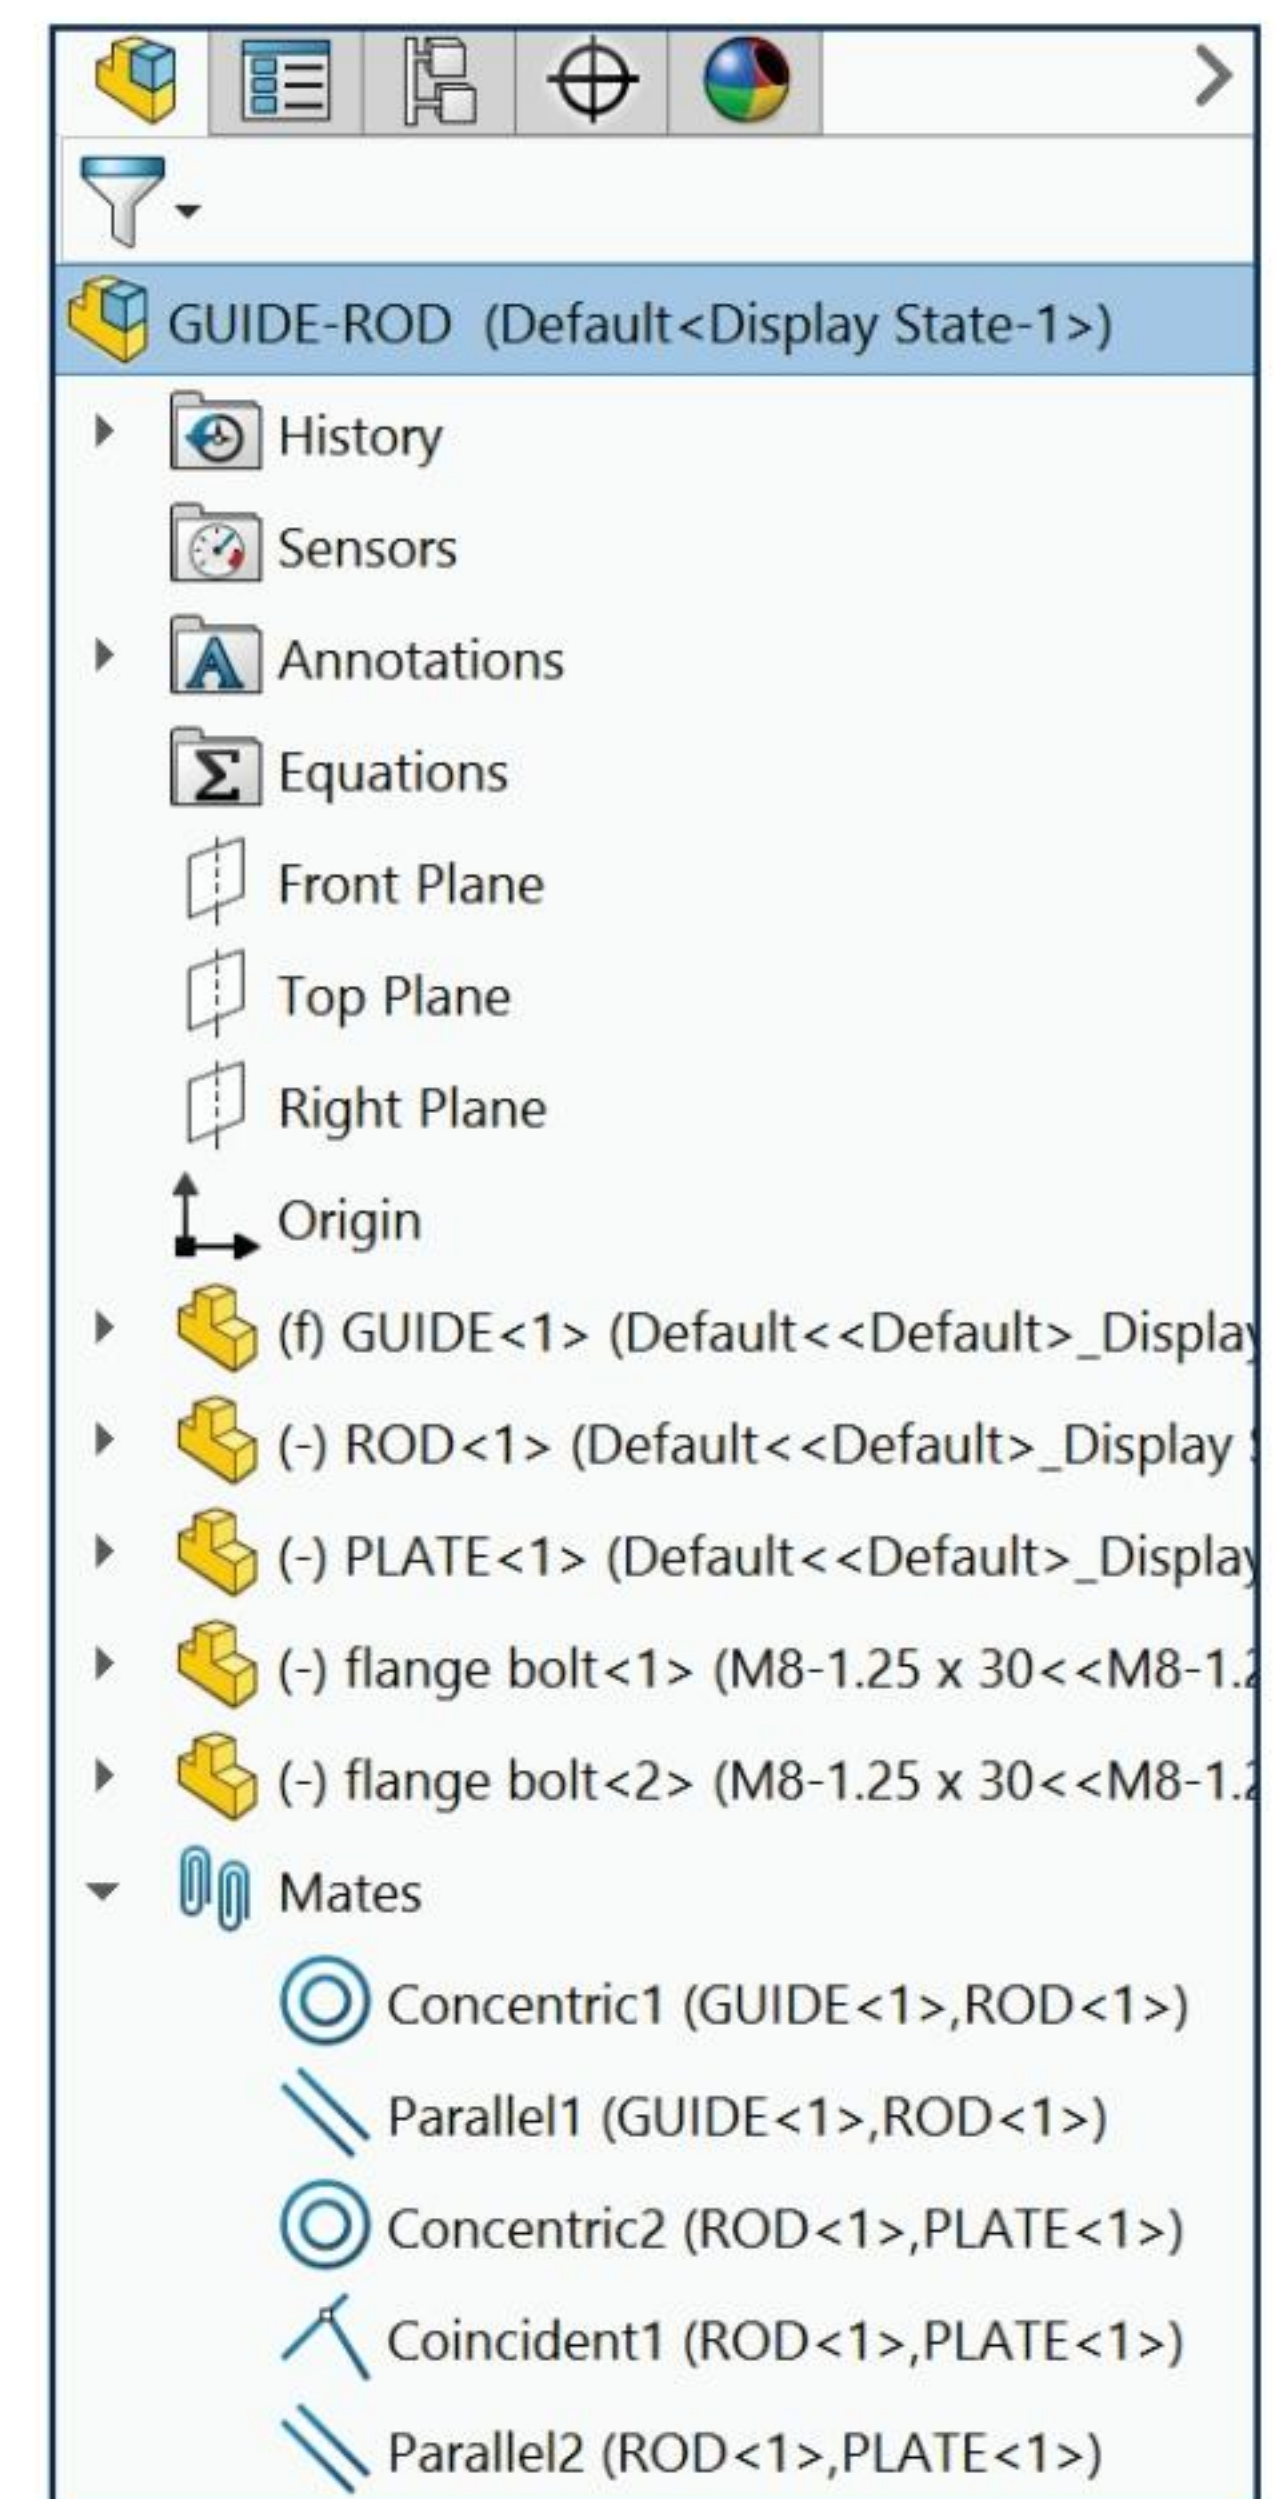 GUIDE-ROD (Default<Display State-1>)
History
Sensors
Annotations
Equations
Front Plane
Top Plane
Right Plane
Origin
(f) GUIDE<1> (Default<<Default>_Display
(-) ROD<1> (Default<<Default>_Display
(-) PLATE<1> (Default<<Default>_Display
(-) flange bolt<1> (M8-1.25 x 30<<M8-1.2
(-) flange bolt<2> (M8-1.25 x 30<<M8-1.2
Mates
Concentric1 (GUIDE<1>,ROD<1>)
Parallel1 (GUIDE<1>,ROD<1>)
Concentric2 (ROD<1>,PLATE<1>)
Coincident1 (ROD<1>,PLATE<1>)
Parallel2 (ROD<1>,PLATE<1>)